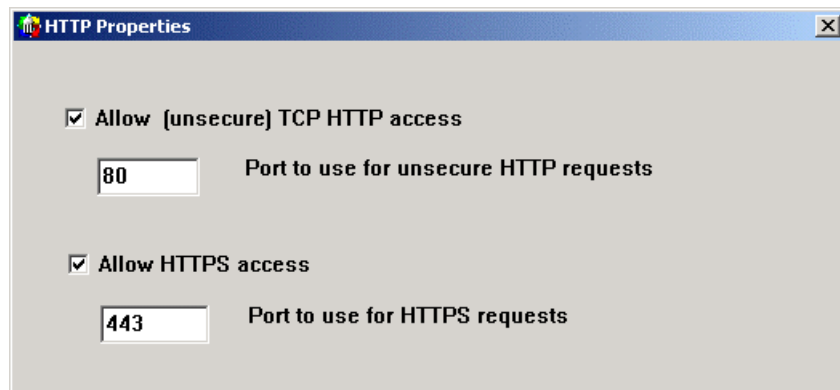 HTTP Properties
Allow (unsecure) TCP HTTP access
80 Port to use for unsecure HTTP requests
Allow HTTPS access
443 Port to use for HTTPS requests